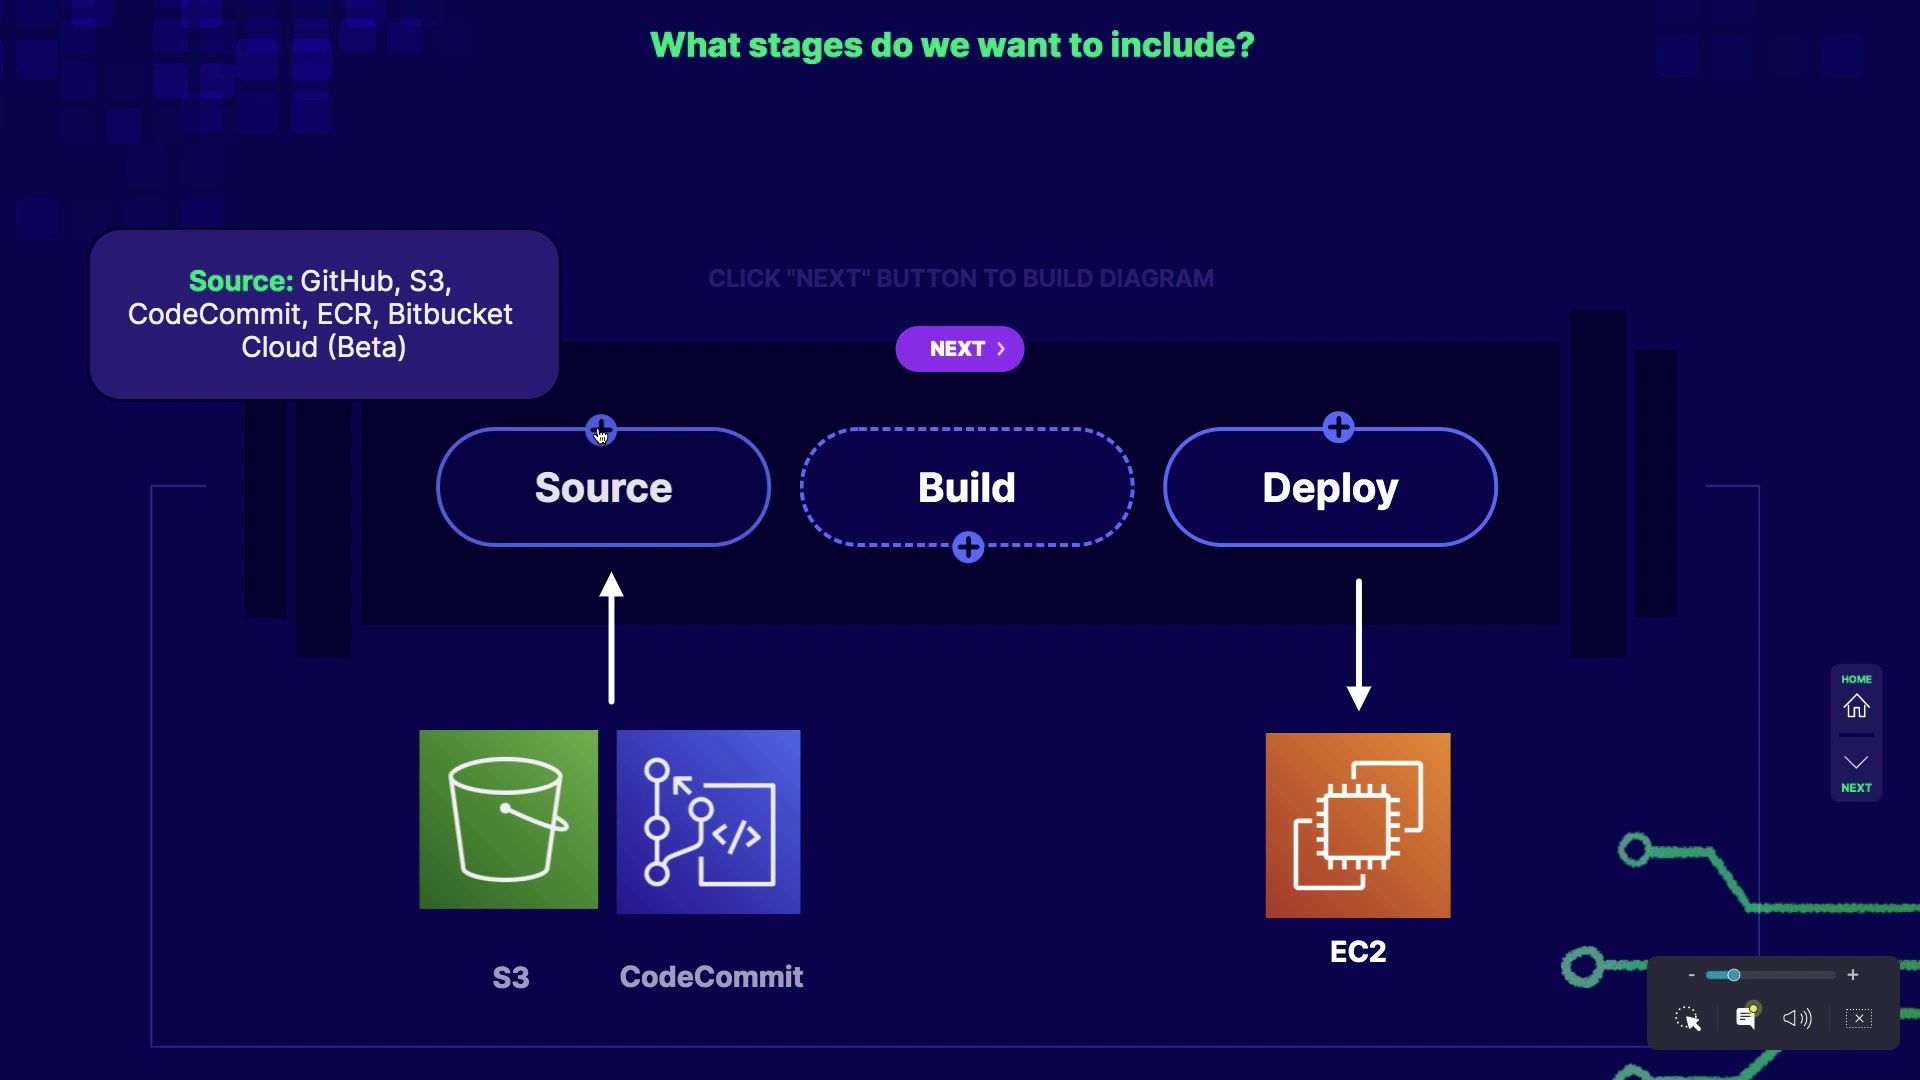 What stages do we want to include?
Source: GitHub, S3,
CodeCommit, ECR, Bitbucket
Cloud (Beta)
CLICK "NEXT" BUTTON TO BUILD DIAGRAM
NEXT ›
Source
Build
Deploy
HOME
NEXT
S3
CodeCommit
EC2
- +